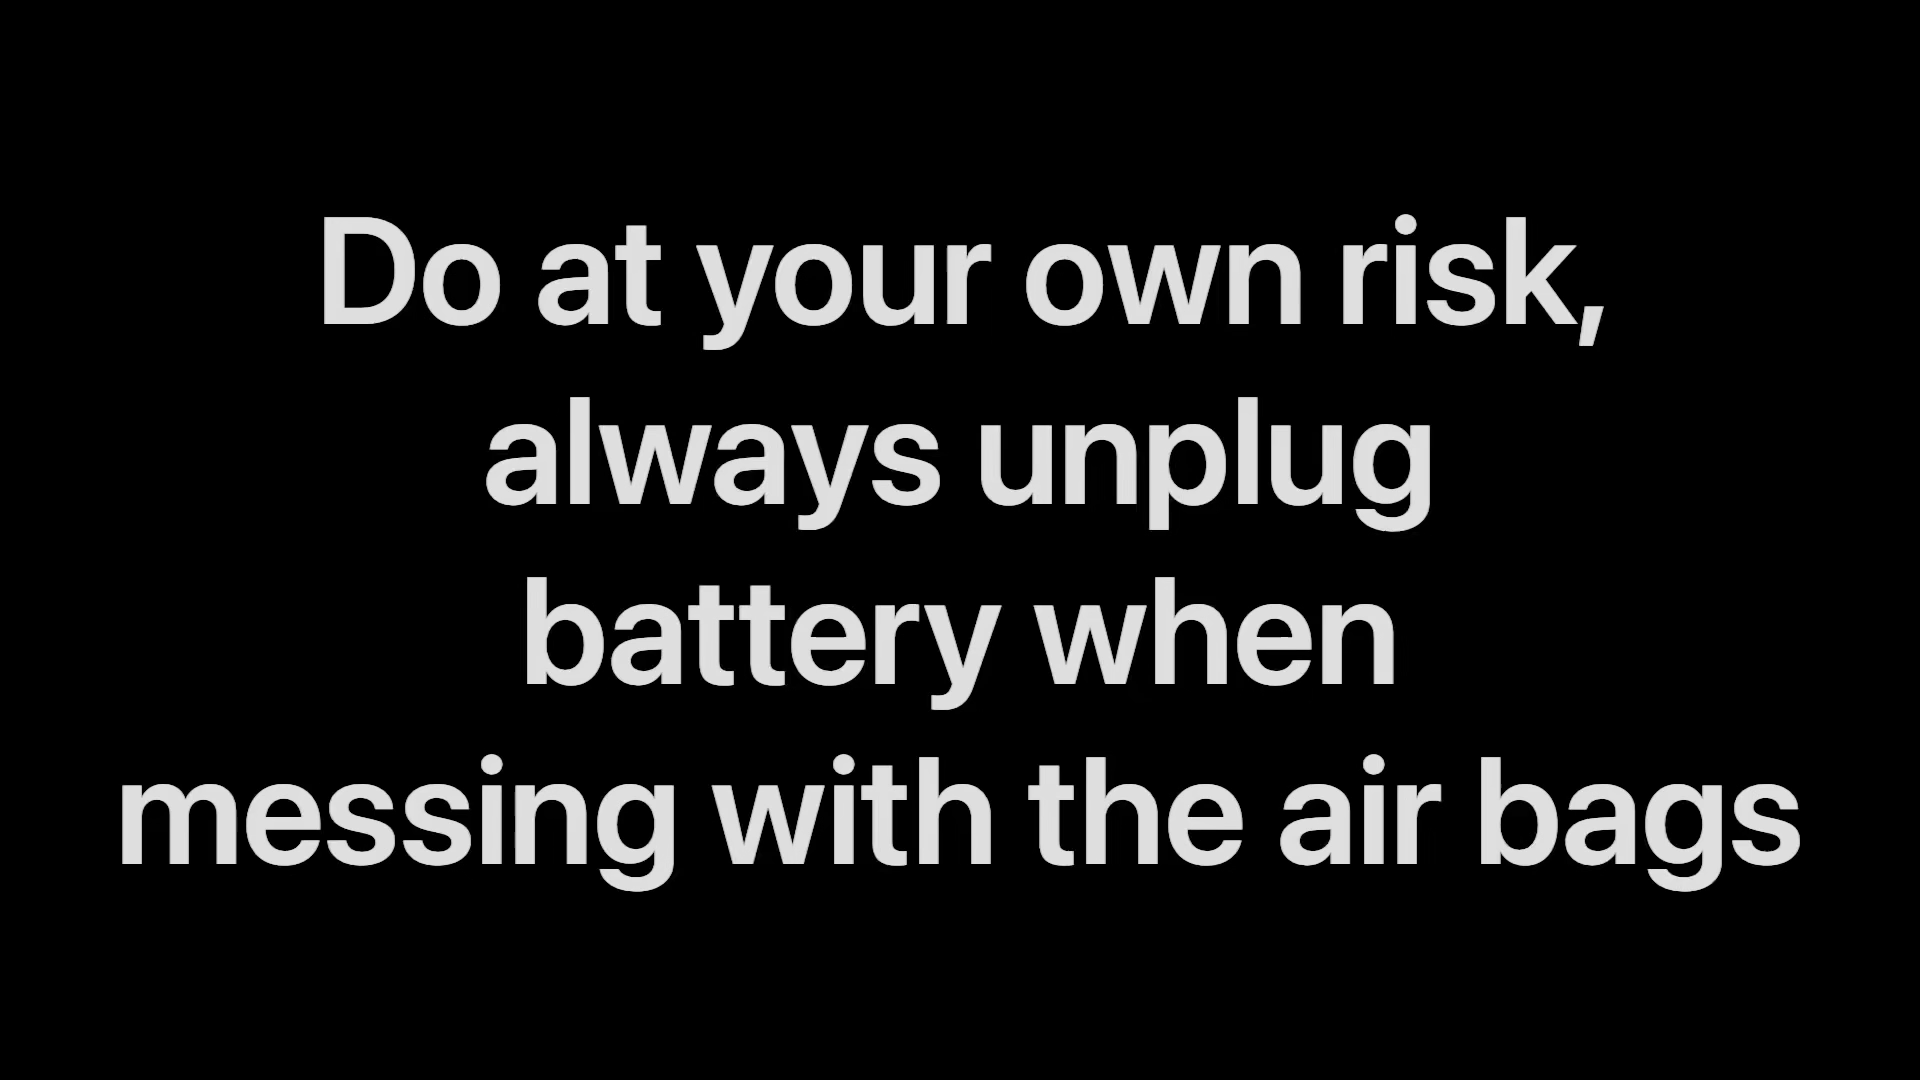 Do at your own risk,
always unplug
battery when
messing with the air bags